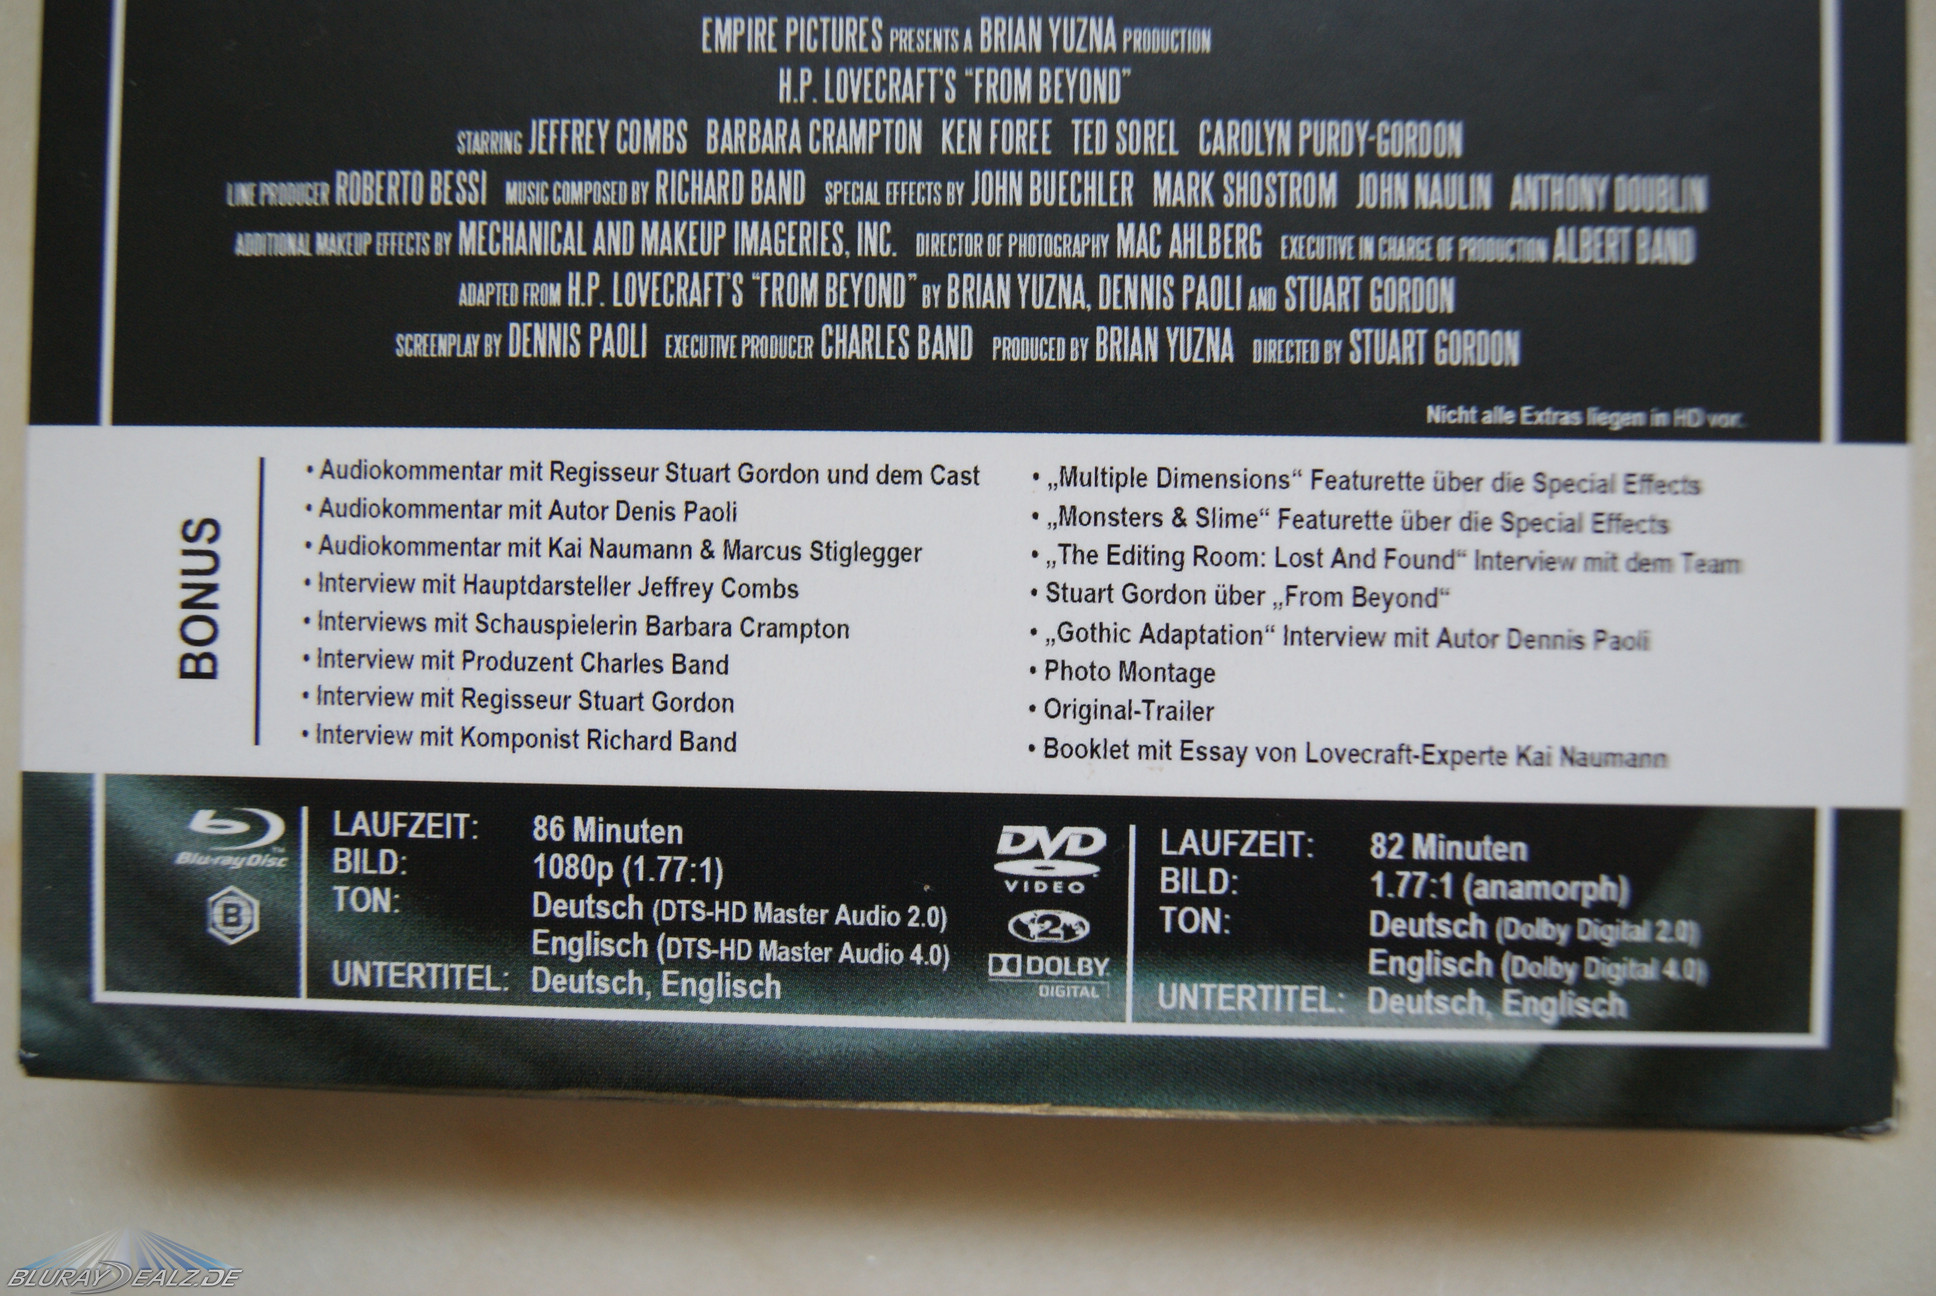 EMPIRE PICTURES PRESENTS A BRIAN YUZNA PRODUCTION
H.P. LOVECRAFT'S "FROM BEYOND"
STARRING JEFFREY COMBS BARBARA CRAMPTON KEN FOREE TED SOREL CAROLYN PURDY-GORDON
LINE PRODUCER ROBERTO BESSI MUSIC COMPOSED BY RICHARD BAND SPECIAL EFFECTS BY JOHN BUECHLER MARK SHOSTROM JOHN NAULIN ANTHONY DOUBLIN
ADDITIONAL MAKEUP EFFECTS BY MECHANICAL AND MAKEUP IMAGERIES, INC. DIRECTOR OF PHOTOGRAPHY MAC AHLBERG EXECUTIVE IN CHARGE OF PRODUCTION ALBERT BAND
ADAPTED FROM H.P. LOVECRAFT'S "FROM BEYOND" BY BRIAN YUZNA, DENNIS PAOLI AND STUART GORDON
SCREENPLAY BY DENNIS PAOLI EXECUTIVE PRODUCER CHARLES BAND PRODUCED BY BRIAN YUZNA DIRECTED BY STUART GORDON
Nicht alle Extras liegen in HD vor.
BONUS
• Audiokommentar mit Regisseur Stuart Gordon und dem Cast
• Audiokommentar mit Autor Denis Paoli
• Audiokommentar mit Kai Naumann & Marcus Stiglegger
• Interview mit Hauptdarsteller Jeffrey Combs
• Interviews mit Schauspielerin Barbara Crampton
• Interview mit Produzent Charles Band
• Interview mit Regisseur Stuart Gordon
• Interview mit Komponist Richard Band
• „Multiple Dimensions“ Featurette über die Special Effects
• „Monsters & Slime“ Featurette über die Special Effects
• „The Editing Room: Lost And Found“ Interview mit dem Team
• Stuart Gordon über „From Beyond“
• „Gothic Adaptation“ Interview mit Autor Dennis Paoli
• Photo Montage
• Original-Trailer
• Booklet mit Essay von Lovecraft-Experte Kai Naumann
Blu-ray Disc
B
LAUFZEIT: 86 Minuten
BILD: 1080p (1.77:1)
TON: Deutsch (DTS-HD Master Audio 2.0)
Englisch (DTS-HD Master Audio 4.0)
UNTERTITEL: Deutsch, Englisch
DVD
VIDEO
2
DOLBY
DIGITAL
LAUFZEIT: 82 Minuten
BILD: 1.77:1 (anamorph)
TON: Deutsch (Dolby Digital 2.0)
Englisch (Dolby Digital 4.0)
UNTERTITEL: Deutsch, Englisch
BLURAYDEALZ.DE